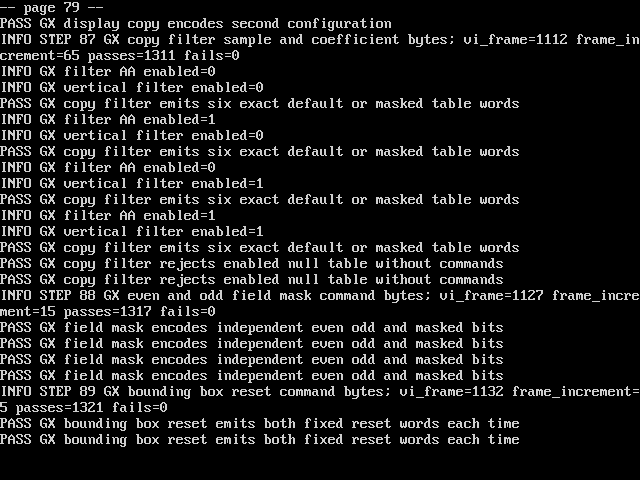 -- page 79 --
PASS GX display copy encodes second configuration
INFO STEP 87 GX copy filter sample and coefficient bytes; vi_frame=1112 frame_in
crement=65 passes=1311 fails=0
INFO GX filter AA enabled=0
INFO GX vertical filter enabled=0
PASS GX copy filter emits six exact default or masked table words
INFO GX filter AA enabled=1
INFO GX vertical filter enabled=0
PASS GX copy filter emits six exact default or masked table words
INFO GX filter AA enabled=0
INFO GX vertical filter enabled=1
PASS GX copy filter emits six exact default or masked table words
INFO GX filter AA enabled=1
INFO GX vertical filter enabled=1
PASS GX copy filter emits six exact default or masked table words
PASS GX copy filter rejects enabled null table without commands
PASS GX copy filter rejects enabled null table without commands
INFO STEP 88 GX even and odd field mask command bytes; vi_frame=1127 frame_incre
ment=15 passes=1317 fails=0
PASS GX field mask encodes independent even odd and masked bits
PASS GX field mask encodes independent even odd and masked bits
PASS GX field mask encodes independent even odd and masked bits
PASS GX field mask encodes independent even odd and masked bits
INFO STEP 89 GX bounding box reset command bytes; vi_frame=1132 frame_increment=
5 passes=1321 fails=0
PASS GX bounding box reset emits both fixed reset words each time
PASS GX bounding box reset emits both fixed reset words each time